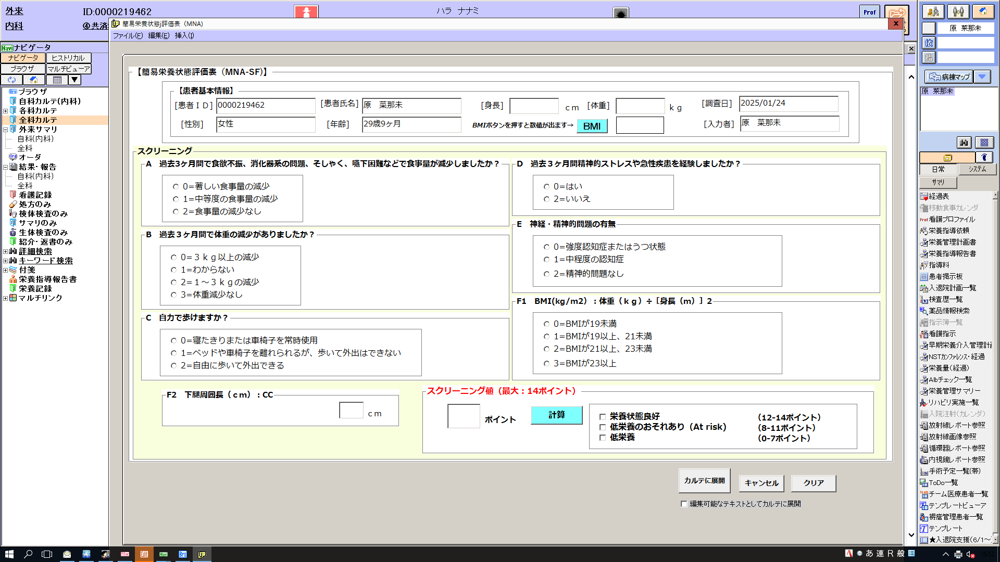 外来
ID:0000219462
ハラ ナナミ
Prof
内科
④共済
簡易栄養状態j評価表（MNA)
ファイル(F) 編集(E) 挿入(I)
Navi ナビゲータ
ナビゲータ
ヒストリカル
ブラウザ
マルチビューア
Bro ブラウザ
自科カルテ(内科)
各科カルテ
全科カルテ
外来サマリ
自科(内科)
全科
Ord オーダ
結果・報告
自科(内科)
全科
看護記録
処方のみ
検体検査のみ
サマリのみ
生体検査のみ
紹介・返書のみ
詳細検索
キーワード検索
付箋
栄養指導報告書
栄養記録
マルチリンク
【簡易栄養状態評価表（MNA-SF)】
【患者基本情報】
[患者ＩＤ] 0000219462
[患者氏名] 原　菜那未
[身長] ｃｍ
[体重] ｋｇ
[調査日] 2025/01/24
[性別] 女性
[年齢] 29歳9ヶ月
BMIボタンを押すと数値が出ます→
BMI
[入力者] 原　菜那未
スクリーニング
A　過去3ヶ月間で食欲不振、消化器系の問題、そしゃく、嚥下困難などで食事量が減少しましたか？
0=著しい食事量の減少
1=中等度の食事量の減少
2=食事量の減少なし
B　過去３ヶ月間で体重の減少がありましたか？
0=３ｋｇ以上の減少
1=わからない
2=１～３ｋｇの減少
3=体重減少なし
C　自力で歩けますか？
0=寝たきりまたは車椅子を常時使用
1=ベッドや車椅子を離れられるが、歩いて外出はできない
2=自由に歩いて外出できる
D　過去３ヶ月間精神的ストレスや急性疾患を経験しましたか？
0=はい
2=いいえ
E　神経・精神的問題の有無
0=強度認知症またはうつ状態
1=中程度の認知症
2=精神的問題なし
F1　BMI(kg/m2）：体重（ｋｇ）÷［身長（m）］2
0=BMIが19未満
1=BMIが19以上、21未満
2=BMIが21以上、23未満
3=BMIが23以上
F2　下腿周囲長（ｃｍ）：CC
ｃｍ
スクリーニング値（最大：14ポイント）
ポイント
計算
栄養状態良好　（12-14ポイント）
低栄養のおそれあり（At risk）　（8-11ポイント）
低栄養　（0-7ポイント）
カルテに展開
キャンセル
クリア
編集可能なテキストとしてカルテに展開
原　菜那未
依
指
病棟マップ
原　菜那未
日常
システム
サマリ
経過表
移動食事カレンダ
Prof 看護プロファイル
栄養指導依頼
栄養管理計画書
栄養指導報告書
指導料
患者掲示板
入退院計画一覧
検査歴一覧
薬品情報検索
指示簿一覧
看護指示
早期栄養介入管理計
NSTカンファレンス・経過
栄養量(経過)
Albチェック一覧
栄養管理サマリー
リハビリ実施一覧
入院注射(カレンダ)
放射線レポート参照
放射線画像参照
循環器レポート参照
内視鏡レポート参照
手術予定一覧(帯)
ToDo一覧
チーム医療患者一覧
テンプレートビューア
褥瘡管理患者一覧
テンプレート
★入退院支援(6/1～
Edit
Navi
Bro
A あ 連 R 般